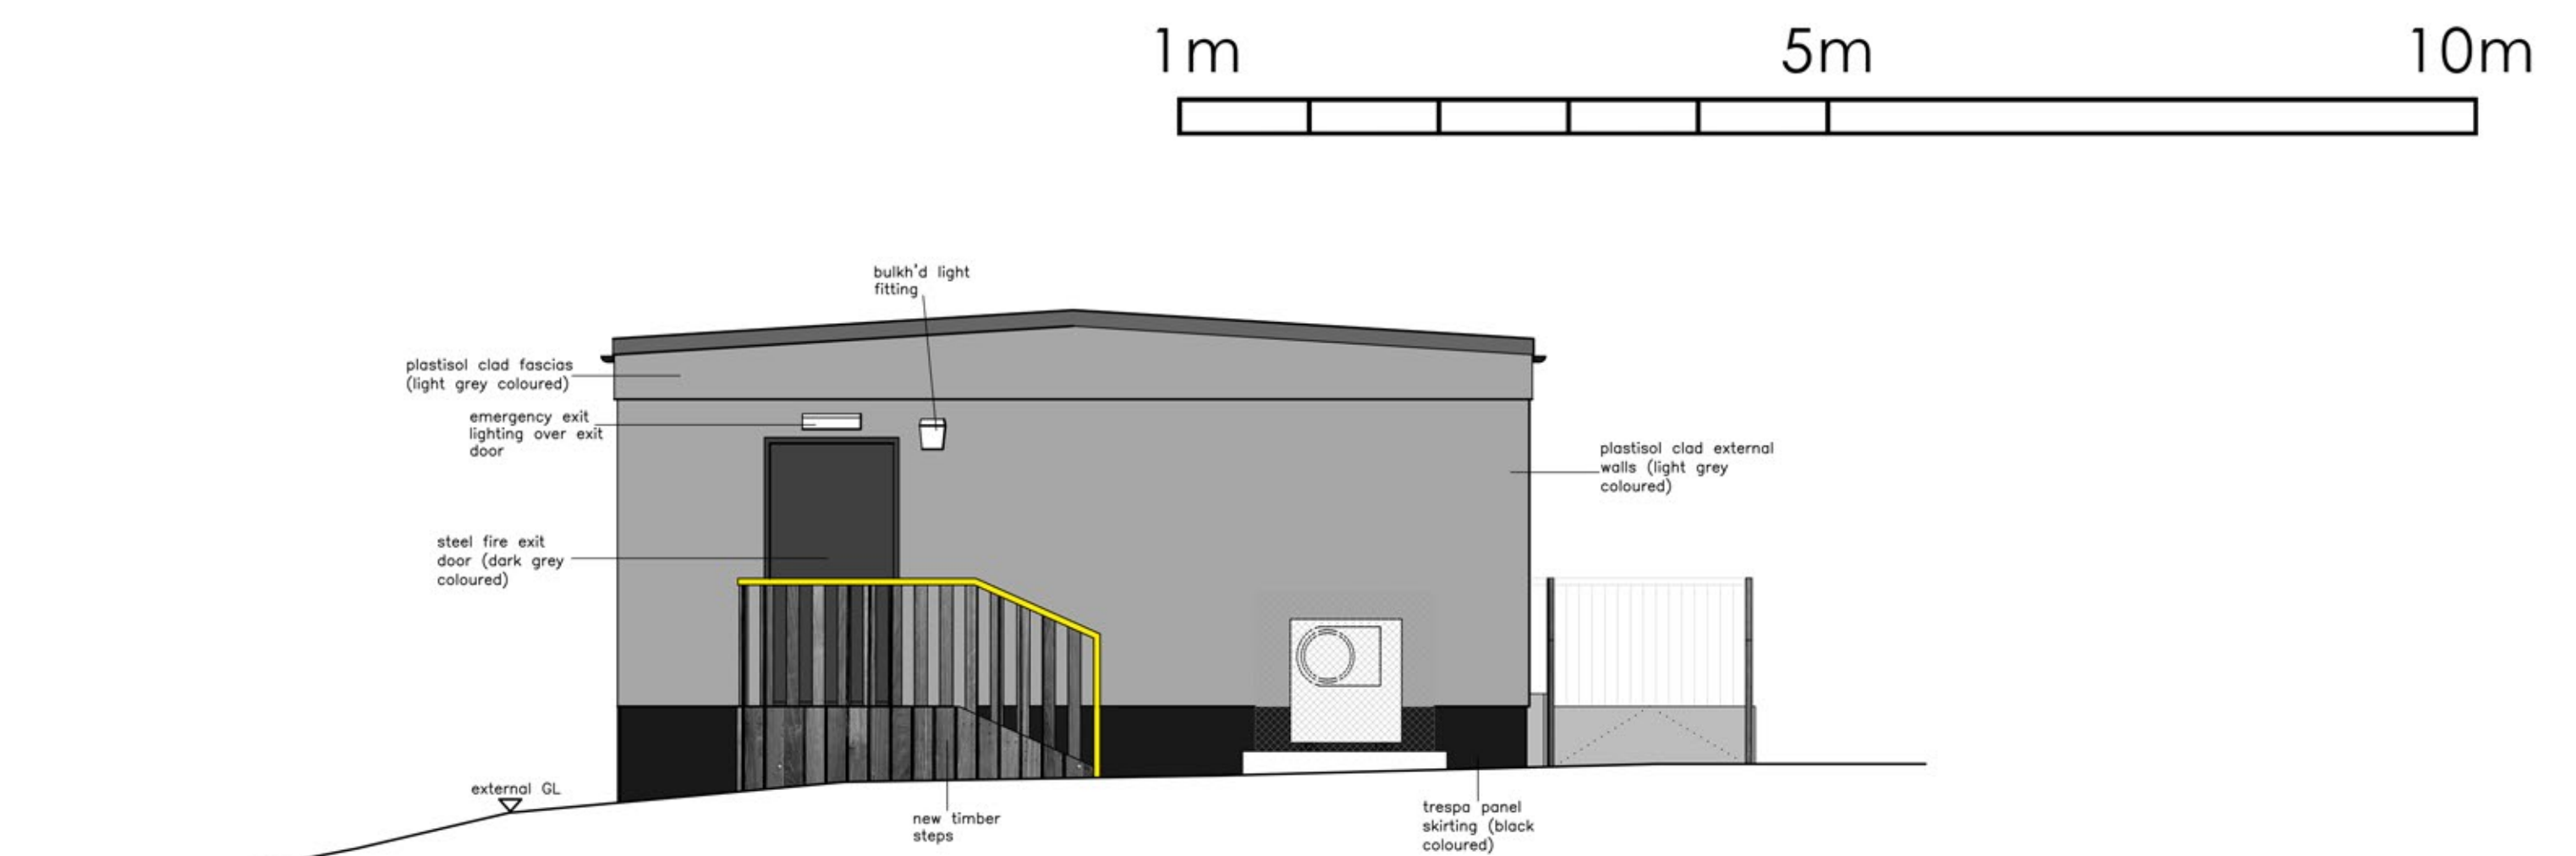 1m 5m 10m
bulkh'd light
fitting
plastisol clad fascias
(light grey coloured)
emergency exit
lighting over exit
door
plastisol clad external
walls (light grey
coloured)
steel fire exit
door (dark grey
coloured)
external GL
new timber
steps
trespa panel
skirting (black
coloured)